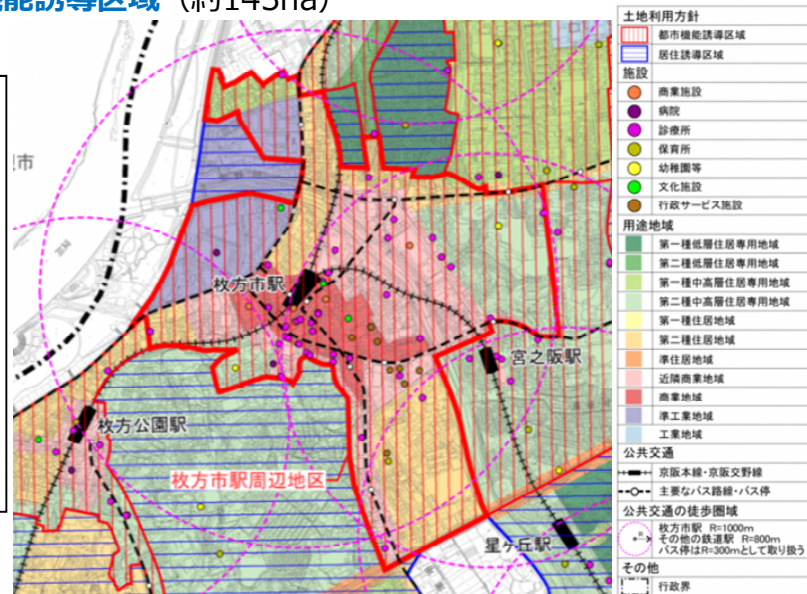 能誘導区域（約143ha）
市
枚方市駅
宮之阪駅
枚方公園駅
枚方市駅周辺地区
星ヶ丘駅
土地利用方針
都市機能誘導区域
居住誘導区域
施設
商業施設
病院
診療所
保育所
幼稚園等
文化施設
行政サービス施設
用途地域
第一種低層住居専用地域
第二種低層住居専用地域
第一種中高層住居専用地域
第二種中高層住居専用地域
第一種住居地域
第二種住居地域
準住居地域
近隣商業地域
商業地域
準工業地域
工業地域
公共交通
京阪本線・京阪交野線
主要なバス路線・バス停
公共交通の徒歩圏域
枚方市駅 R=1000m
その他の鉄道駅 R=800m
バス停はR=300mとして取り扱う
R
その他
行政界